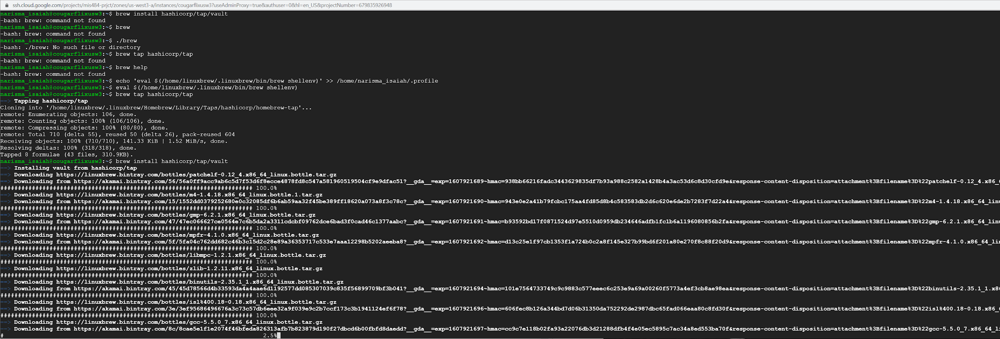 ssh.cloud.google.com/projects/mis484-prjct/zones/us-west3-a/instances/cougarflixusw3?useAdminProxy=true&authuser=0&hl=en_US&projectNumber=679835926948
narisma_isaiah@cougarflixusw3:~$ brew install hashicorp/tap/vault
-bash: brew: command not found
narisma_isaiah@cougarflixusw3:~$ brew
-bash: brew: command not found
narisma_isaiah@cougarflixusw3:~$ ./brew
-bash: ./brew: No such file or directory
narisma_isaiah@cougarflixusw3:~$ brew tap hashicorp/tap
-bash: brew: command not found
narisma_isaiah@cougarflixusw3:~$ brew help
-bash: brew: command not found
narisma_isaiah@cougarflixusw3:~$ echo 'eval $(/home/linuxbrew/.linuxbrew/bin/brew shellenv)' >> /home/narisma_isaiah/.profile
narisma_isaiah@cougarflixusw3:~$ eval $(/home/linuxbrew/.linuxbrew/bin/brew shellenv)
narisma_isaiah@cougarflixusw3:~$ brew tap hashicorp/tap
==> Tapping hashicorp/tap
Cloning into '/home/linuxbrew/.linuxbrew/Homebrew/Library/Taps/hashicorp/homebrew-tap'...
remote: Enumerating objects: 106, done.
remote: Counting objects: 100% (106/106), done.
remote: Compressing objects: 100% (80/80), done.
remote: Total 710 (delta 55), reused 50 (delta 26), pack-reused 604
Receiving objects: 100% (710/710), 141.33 KiB | 1.52 MiB/s, done.
Resolving deltas: 100% (318/318), done.
Tapped 8 formulae (43 files, 310.9KB).
narisma_isaiah@cougarflixusw3:~$ brew install hashicorp/tap/vault
==> Installing vault from hashicorp/tap
==> Downloading https://linuxbrew.bintray.com/bottles/patchelf-0.12_4.x86_64_linux.bottle.tar.gz
==> Downloading from https://akamai.bintray.com/56/56a0ff9acc9ab6c5d7f53d6f8ecce4878fd8c547a581960519504cf9e9dfac51?__gda__=exp=1607921689~hmac=938bb66216fadc3443629835df7b93a988c2582a1428b4a3ac53d6c8d30cfd9e&response-content-disposition=attachment%3Bfilename%3D%22patchelf-0.12_4.x86_6
######################################################################## 100.0%
==> Downloading https://linuxbrew.bintray.com/bottles/m4-1.4.18.x86_64_linux.bottle.1.tar.gz
==> Downloading from https://akamai.bintray.com/15/1552dd0379252680e0c32085df6b6ab59aa32f45be389ff18620a073a8f3c78c?__gda__=exp=1607921690~hmac=943e0e2a41b79fcbc175aa4fd85d8b4c583583db2d6c620e6de2b7283f7d22a4&response-content-disposition=attachment%3Bfilename%3D%22m4-1.4.18.x86_64_linu
######################################################################## 100.0%
==> Downloading https://linuxbrew.bintray.com/bottles/gmp-6.2.1.x86_64_linux.bottle.tar.gz
==> Downloading from https://akamai.bintray.com/47/47ec066627ce0564e7c6b5da2a3311cdcbf09762dce6bad3f0cad46c1377aabc?__gda__=exp=1607921691~hmac=b93592bd17f0871524d97e5510d0959db234646adfb1fc1b6a1196080856b2fa&response-content-disposition=attachment%3Bfilename%3D%22gmp-6.2.1.x86_64_linu
######################################################################## 100.0%
==> Downloading https://linuxbrew.bintray.com/bottles/mpfr-4.1.0.x86_64_linux.bottle.tar.gz
==> Downloading from https://akamai.bintray.com/5f/5fa04c762dd682c46b3c15d2c28e89a36353717c533e7aaa12298b5202aeeba8?__gda__=exp=1607921692~hmac=d13c25e1f97cb1353f1a724b0c2a8f145e327b99bd6f201a80e270f8c88f20d9&response-content-disposition=attachment%3Bfilename%3D%22mpfr-4.1.0.x86_64_lin
######################################################################## 100.0%
==> Downloading https://linuxbrew.bintray.com/bottles/libmpc-1.2.1.x86_64_linux.bottle.tar.gz
######################################################################## 100.0%
==> Downloading https://linuxbrew.bintray.com/bottles/zlib-1.2.11.x86_64_linux.bottle.tar.gz
######################################################################## 100.0%
==> Downloading https://linuxbrew.bintray.com/bottles/binutils-2.35.1_1.x86_64_linux.bottle.tar.gz
==> Downloading from https://akamai.bintray.com/45/45d78566d4b33593da4a4aae6d1192577dd085307039c835f56899709bf3b041?__gda__=exp=1607921694~hmac=101e7564733749c9c9883c577eeec6c253e9a69a00260f5773a4ef3cb8ae98ea&response-content-disposition=attachment%3Bfilename%3D%22binutils-2.35.1_1.x86
######################################################################## 100.0%
==> Downloading https://linuxbrew.bintray.com/bottles/isl%400.18-0.18.x86_64_linux.bottle.tar.gz
==> Downloading from https://akamai.bintray.com/3e/3ef95686496676a3c73c57db6eee32a9f039e9c2b7ccf173c3b1941124ef6f78?__gda__=exp=1607921696~hmac=606fec8b126a344bd7d06b31350da752292de2987dbc65fad066eaa80c8fd30f&response-content-disposition=attachment%3Bfilename%3D%22isl%400.18-0.18.x86_6
######################################################################## 100.0%
==> Downloading https://linuxbrew.bintray.com/bottles/gcc-5.5.0_7.x86_64_linux.bottle.tar.gz
==> Downloading from https://akamai.bintray.com/8c/8cae5e1f1e2074f46bfeda826313afb7b823879d190f27dbcd6b00fbfd8daedd?__gda__=exp=1607921697~hmac=cc9c7e118b02fa93a22076db3d21288dfb4f4e05ec5895c7ac34a8ed553ba70f&response-content-disposition=attachment%3Bfilename%3D%22gcc-5.5.0_7.x86_64_li
# 2.5%